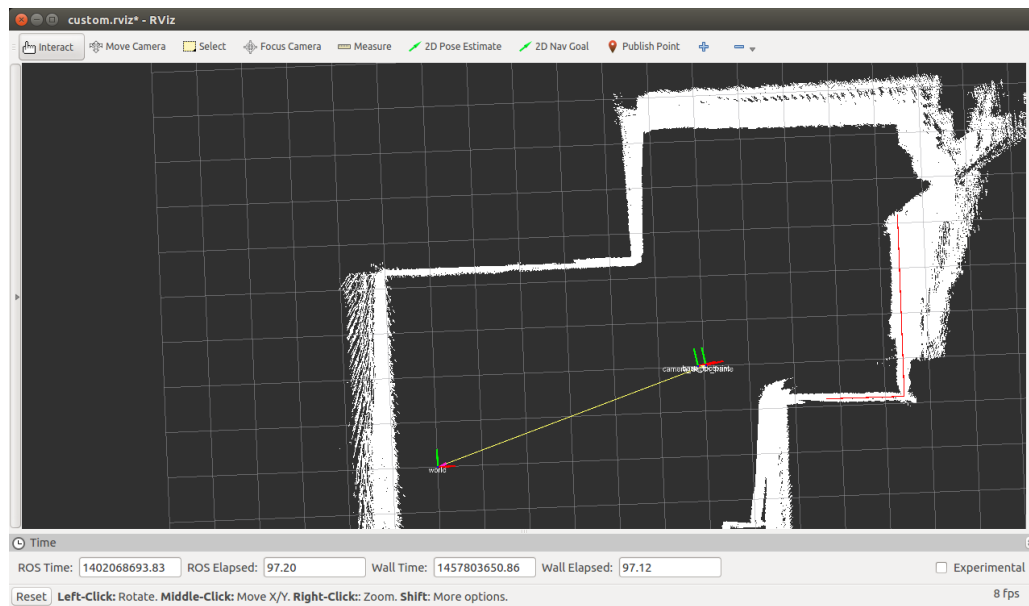 custom.rviz* - RViz
Interact Move Camera Select Focus Camera Measure 2D Pose Estimate 2D Nav Goal Publish Point
world
Time
ROS Time: 1402068693.83 ROS Elapsed: 97.20 Wall Time: 1457803650.86 Wall Elapsed: 97.12 Experimental
Reset Left-Click: Rotate. Middle-Click: Move X/Y. Right-Click:: Zoom. Shift: More options. 8 fps